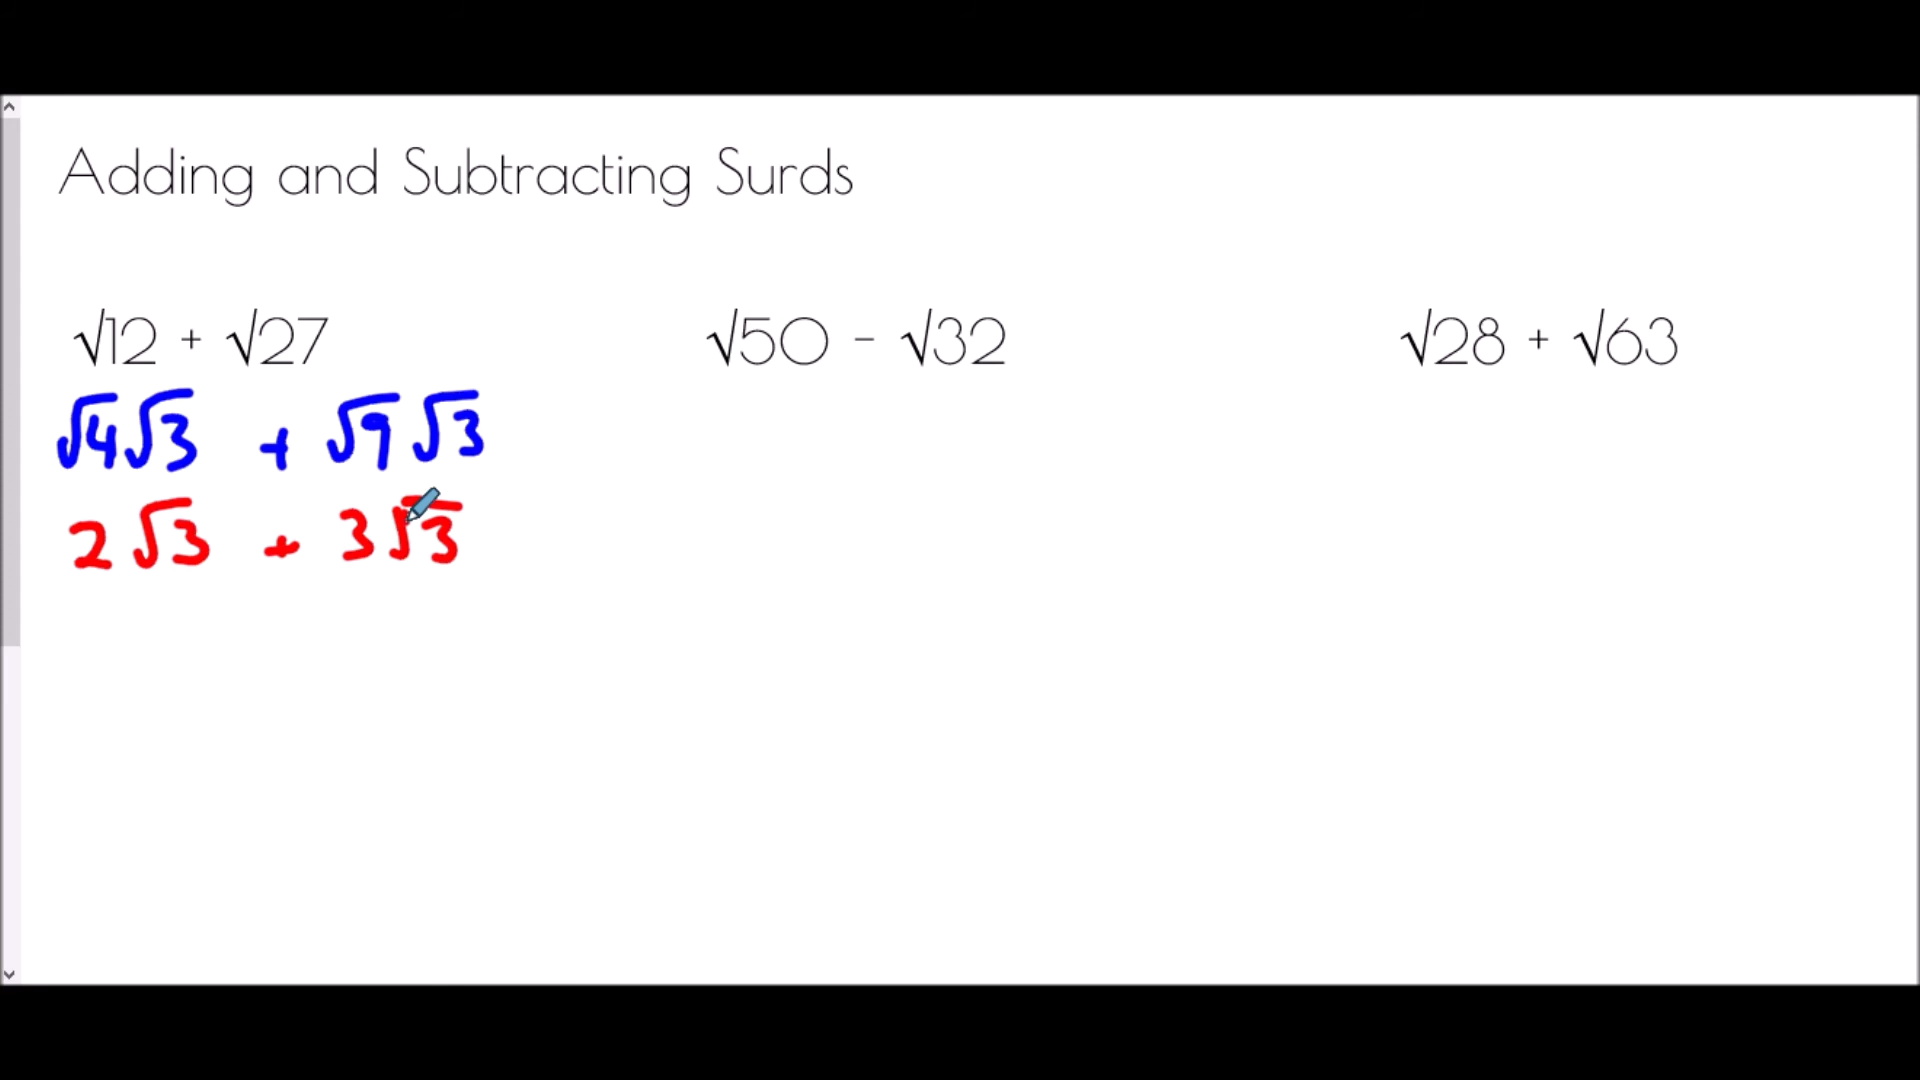 Adding and Subtracting Surds
√12 + √27
√50 - √32
√28 + √63
√4√3 + √9√3
2√3 + 3√3